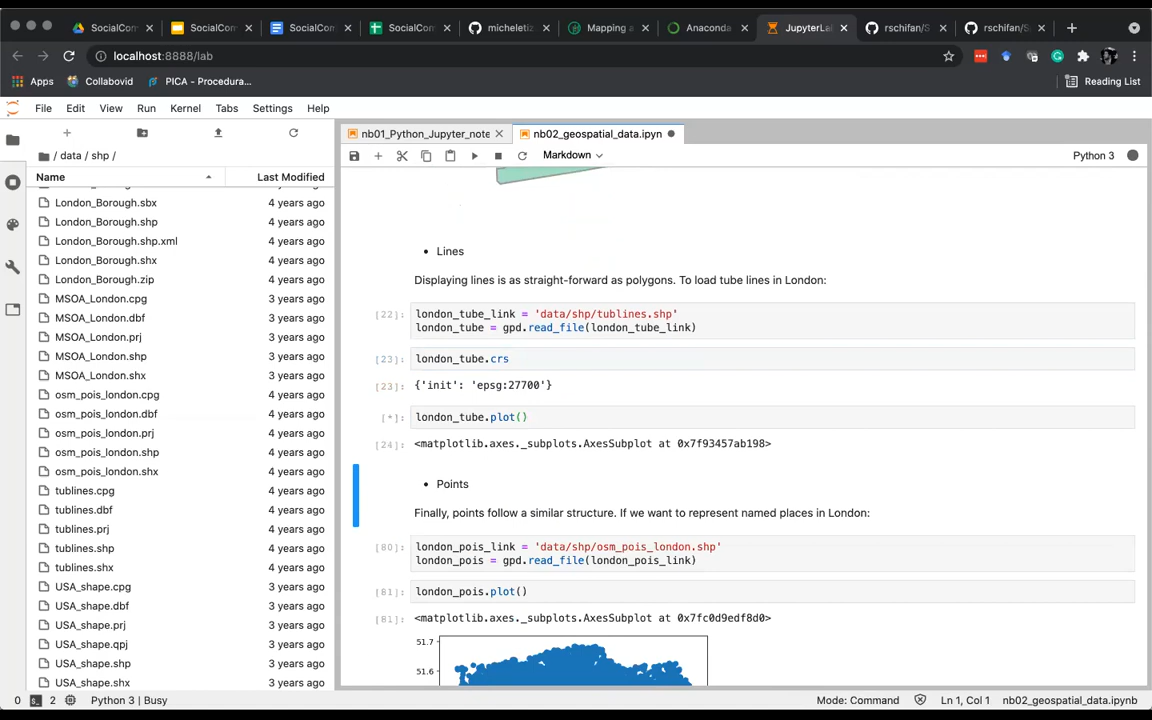 SocialCom
SocialCom
SocialCom
SocialCom
micheletiz
Mapping a
Anaconda
JupyterLa
rschifan/S
rschifan/S
localhost:8888/lab
Apps
Collabovid
PICA - Procedura...
Reading List
File Edit View Run Kernel Tabs Settings Help
/ data / shp /
Name Last Modified
London_Borough.sbx 4 years ago
London_Borough.shp 4 years ago
London_Borough.shp.xml 4 years ago
London_Borough.shx 4 years ago
London_Borough.zip 4 years ago
MSOA_London.cpg 3 years ago
MSOA_London.dbf 3 years ago
MSOA_London.prj 3 years ago
MSOA_London.shp 3 years ago
MSOA_London.shx 3 years ago
osm_pois_london.cpg 4 years ago
osm_pois_london.dbf 4 years ago
osm_pois_london.prj 4 years ago
osm_pois_london.shp 4 years ago
osm_pois_london.shx 4 years ago
tublines.cpg 4 years ago
tublines.dbf 4 years ago
tublines.prj 4 years ago
tublines.shp 4 years ago
tublines.shx 4 years ago
USA_shape.cpg 3 years ago
USA_shape.dbf 3 years ago
USA_shape.prj 3 years ago
USA_shape.qpj 3 years ago
USA_shape.shp 3 years ago
USA_shape.shx 3 years ago
nb01_Python_Jupyter_note
nb02_geospatial_data.ipyn
Markdown
Python 3
• Lines
Displaying lines is as straight-forward as polygons. To load tube lines in London:
[22]: london_tube_link = 'data/shp/tublines.shp'
london_tube = gpd.read_file(london_tube_link)
[23]: london_tube.crs
[23]: {'init': 'epsg:27700'}
[*]: london_tube.plot()
[24]: <matplotlib.axes._subplots.AxesSubplot at 0x7f93457ab198>
• Points
Finally, points follow a similar structure. If we want to represent named places in London:
[80]: london_pois_link = 'data/shp/osm_pois_london.shp'
london_pois = gpd.read_file(london_pois_link)
[81]: london_pois.plot()
[81]: <matplotlib.axes._subplots.AxesSubplot at 0x7fc0d9edf8d0>
51.7
51.6
0 2 Python 3 | Busy
Mode: Command Ln 1, Col 1 nb02_geospatial_data.ipynb